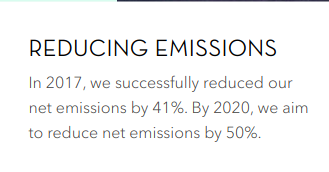 REDUCING EMISSIONS
In 2017, we successfully reduced our
net emissions by 41%. By 2020, we aim
to reduce net emissions by 50%.